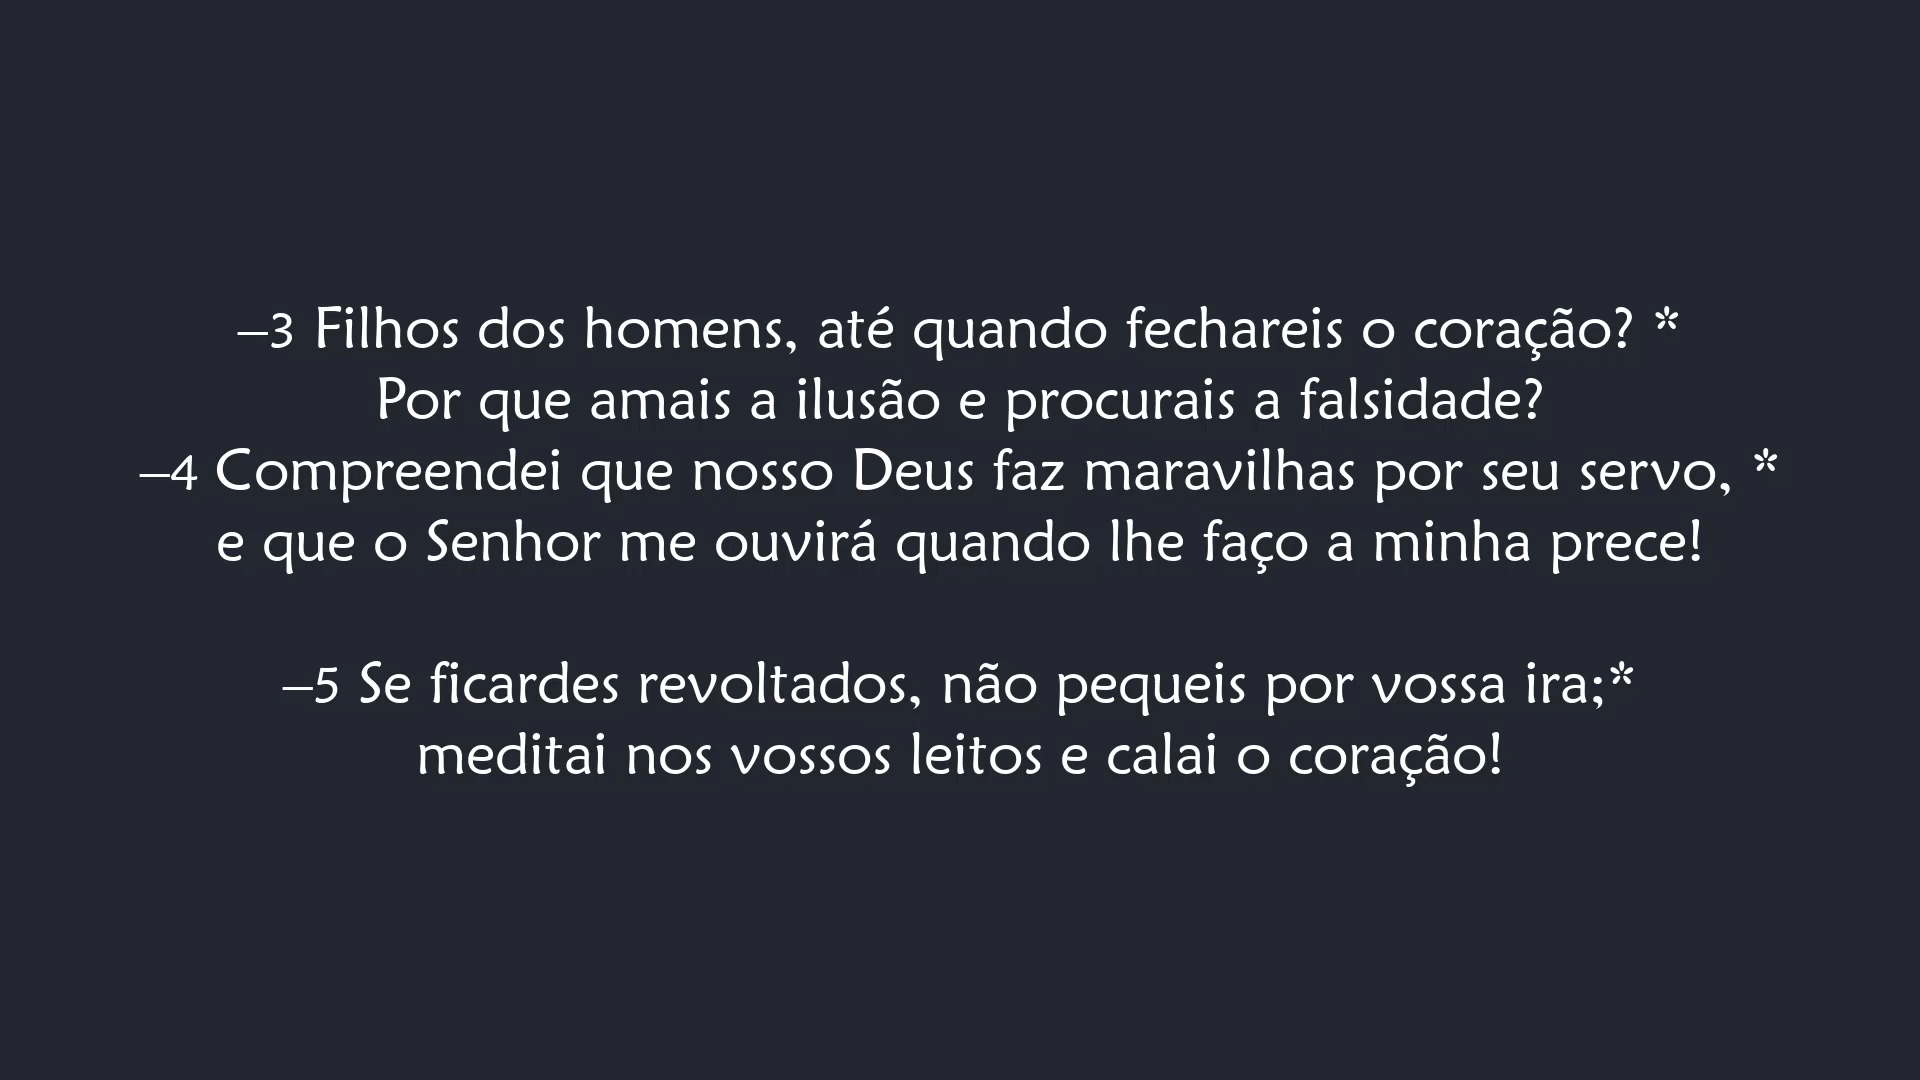 –3 Filhos dos homens, até quando fechareis o coração? *
Por que amais a ilusão e procurais a falsidade?
–4 Compreendei que nosso Deus faz maravilhas por seu servo, *
e que o Senhor me ouvirá quando lhe faço a minha prece!
–5 Se ficardes revoltados, não pequeis por vossa ira;*
meditai nos vossos leitos e calai o coração!